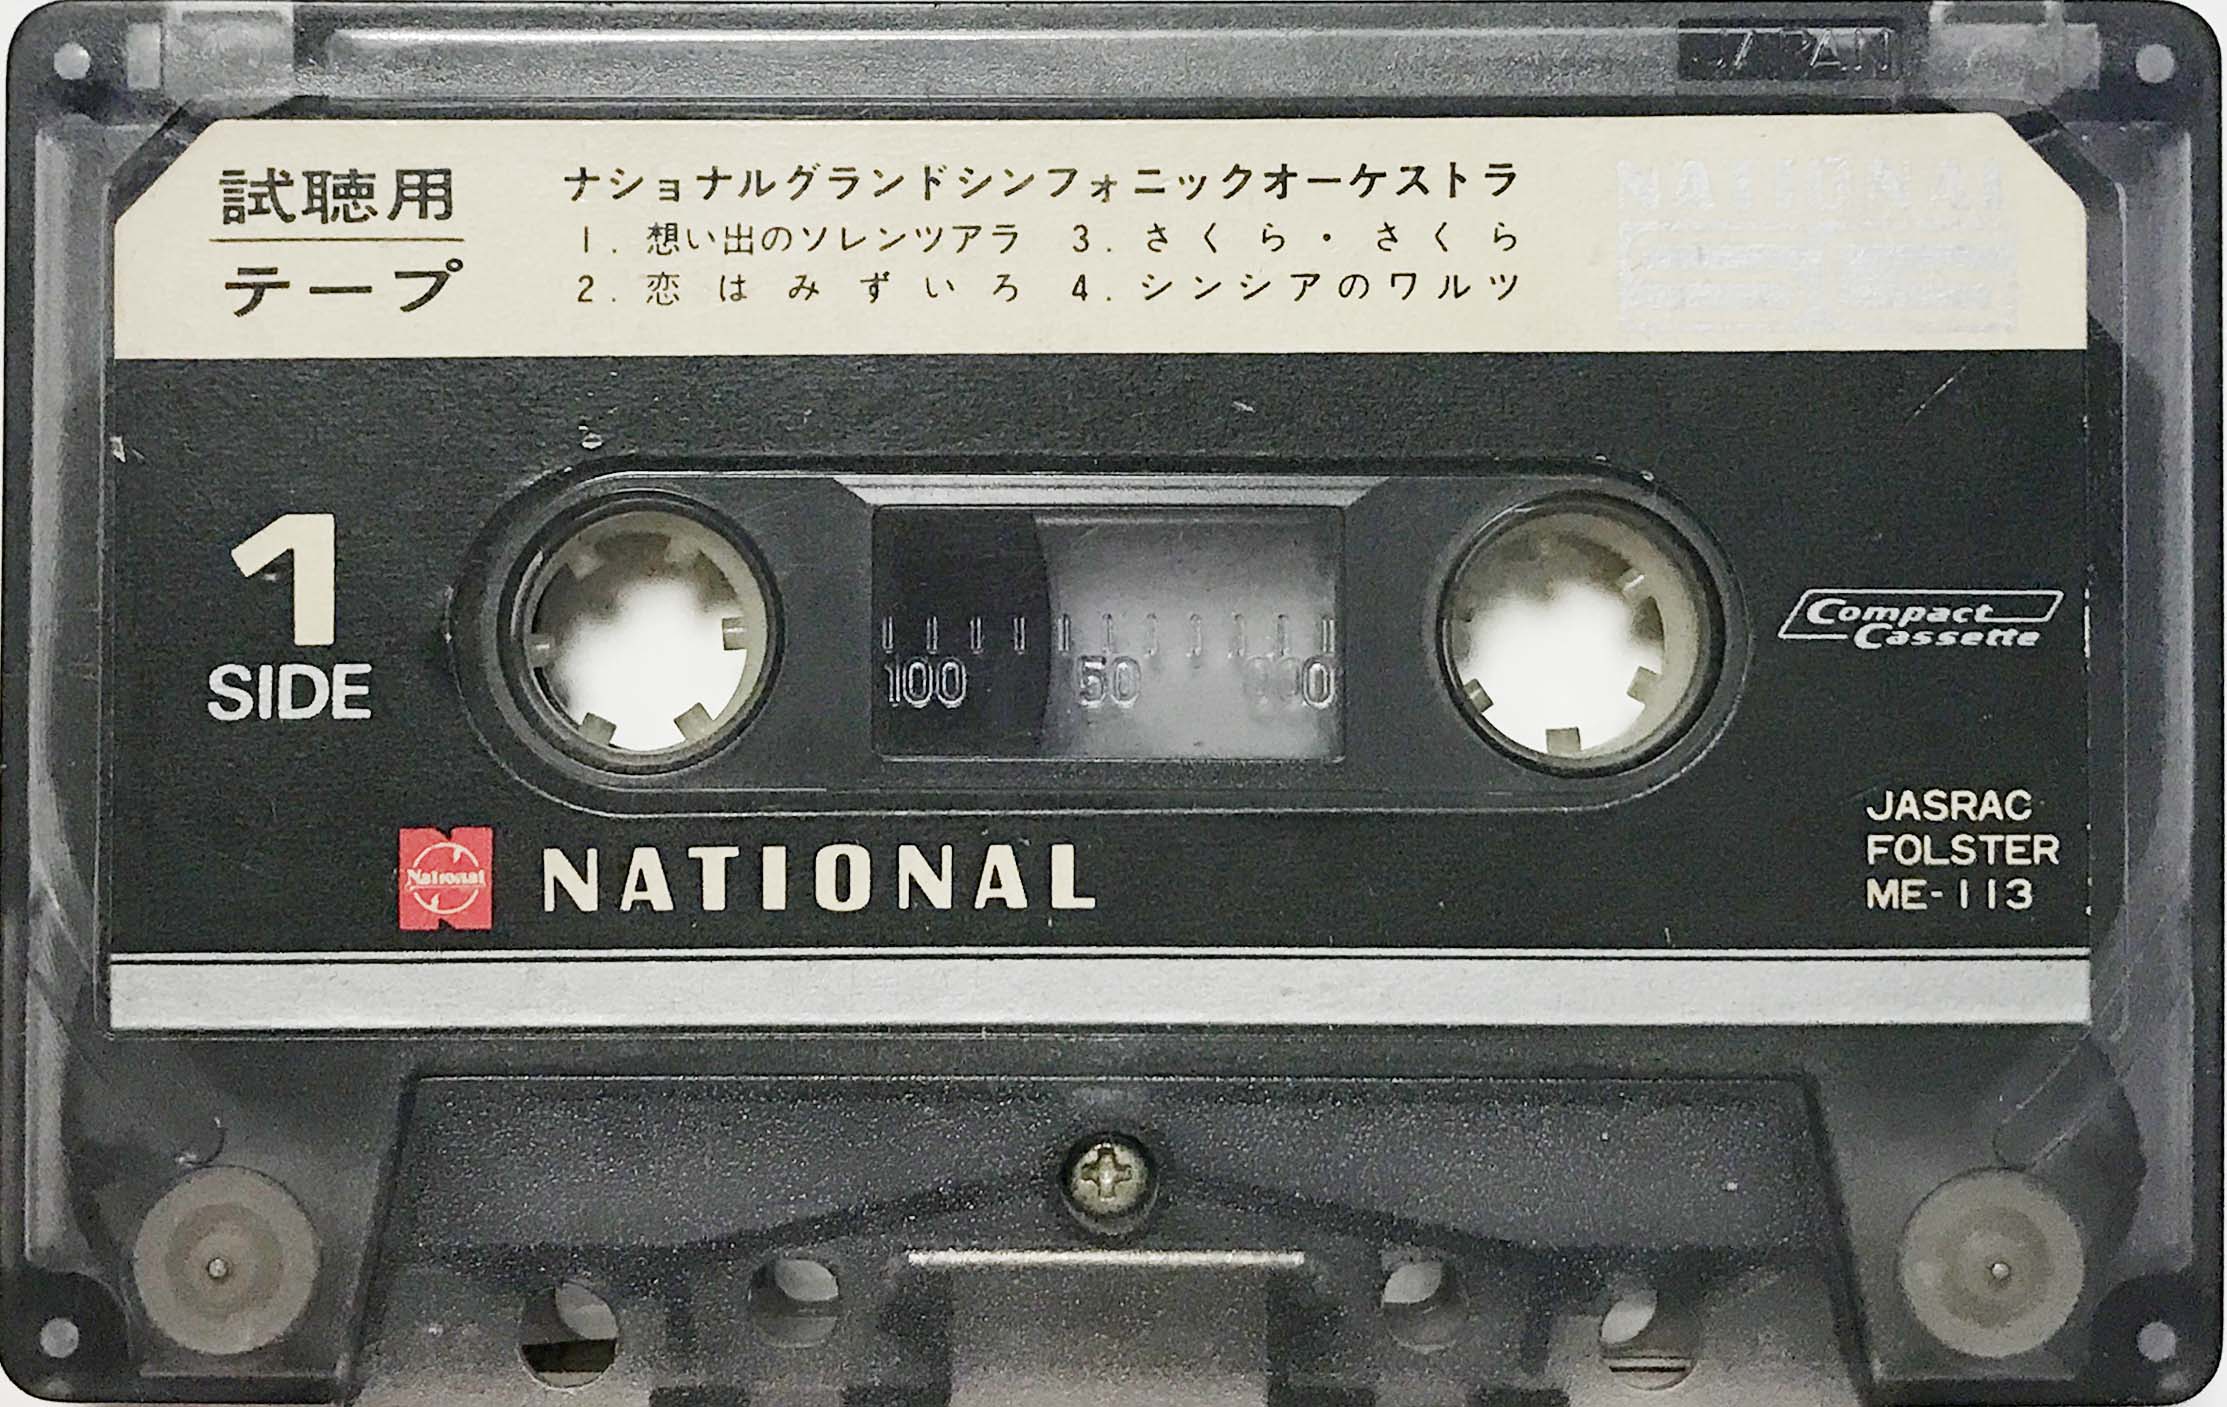 JAPAN
試聴用
テープ
ナショナルグランドシンフォニックオーケストラ
1. 想い出のソレンツアラ 3. さくら・さくら
2. 恋はみずいろ 4. シンシアのワルツ
NATIONAL
1
SIDE
100 50 0
Compact
Cassette
JASRAC
FOLSTER
ME-113
National
NATIONAL